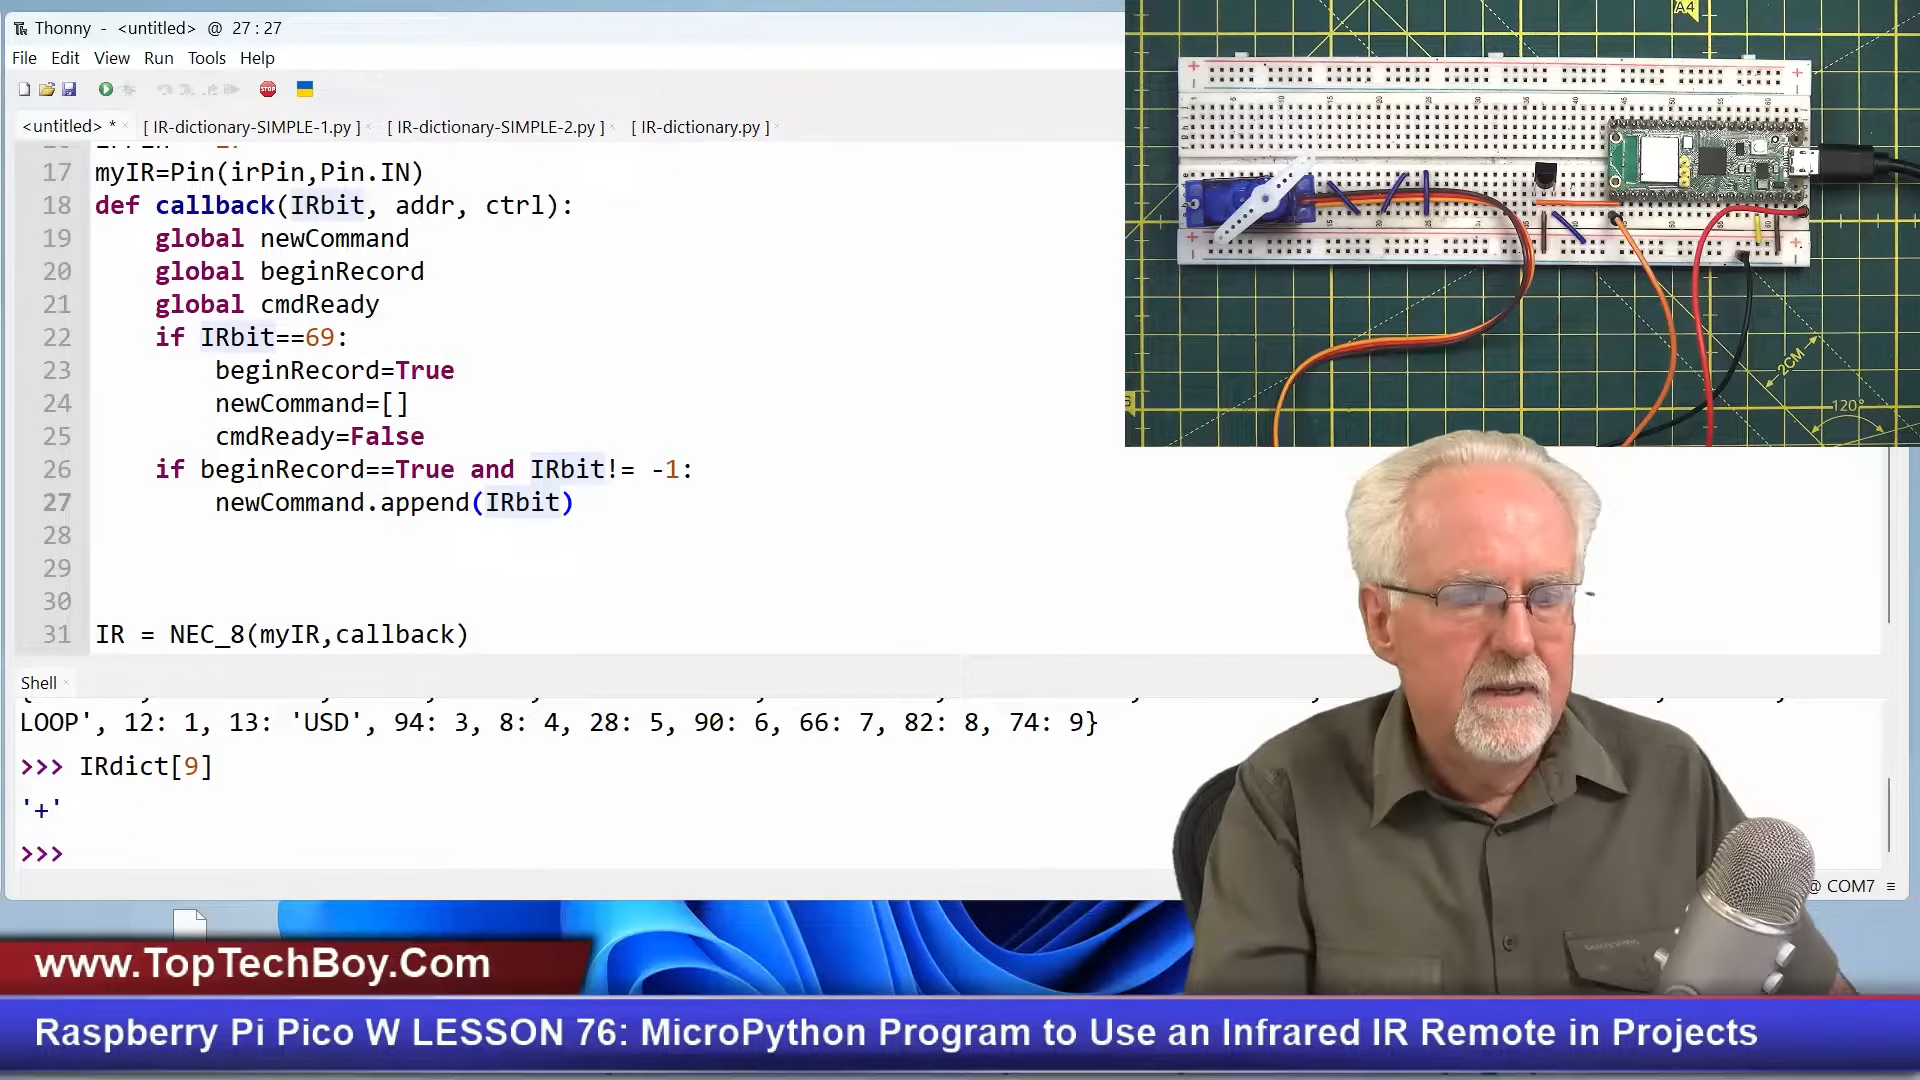 Thonny - <untitled> @ 27 : 27
File Edit View Run Tools Help
STOP
<untitled> * [ IR-dictionary-SIMPLE-1.py ] [ IR-dictionary-SIMPLE-2.py ] [ IR-dictionary.py ]
17 myIR=Pin(irPin,Pin.IN)
18 def callback(IRbit, addr, ctrl):
19 global newCommand
20 global beginRecord
21 global cmdReady
22 if IRbit==69:
23 beginRecord=True
24 newCommand=[]
25 cmdReady=False
26 if beginRecord==True and IRbit!= -1:
27 newCommand.append(IRbit)
28
29
30
31 IR = NEC_8(myIR,callback)
Shell
LOOP', 12: 1, 13: 'USD', 94: 3, 8: 4, 28: 5, 90: 6, 66: 7, 82: 8, 74: 9}
>>> IRdict[9]
'+'
>>>
@ COM7 ≡
A4
2CM
120°
www.TopTechBoy.Com
Raspberry Pi Pico W LESSON 76: MicroPython Program to Use an Infrared IR Remote in Projects